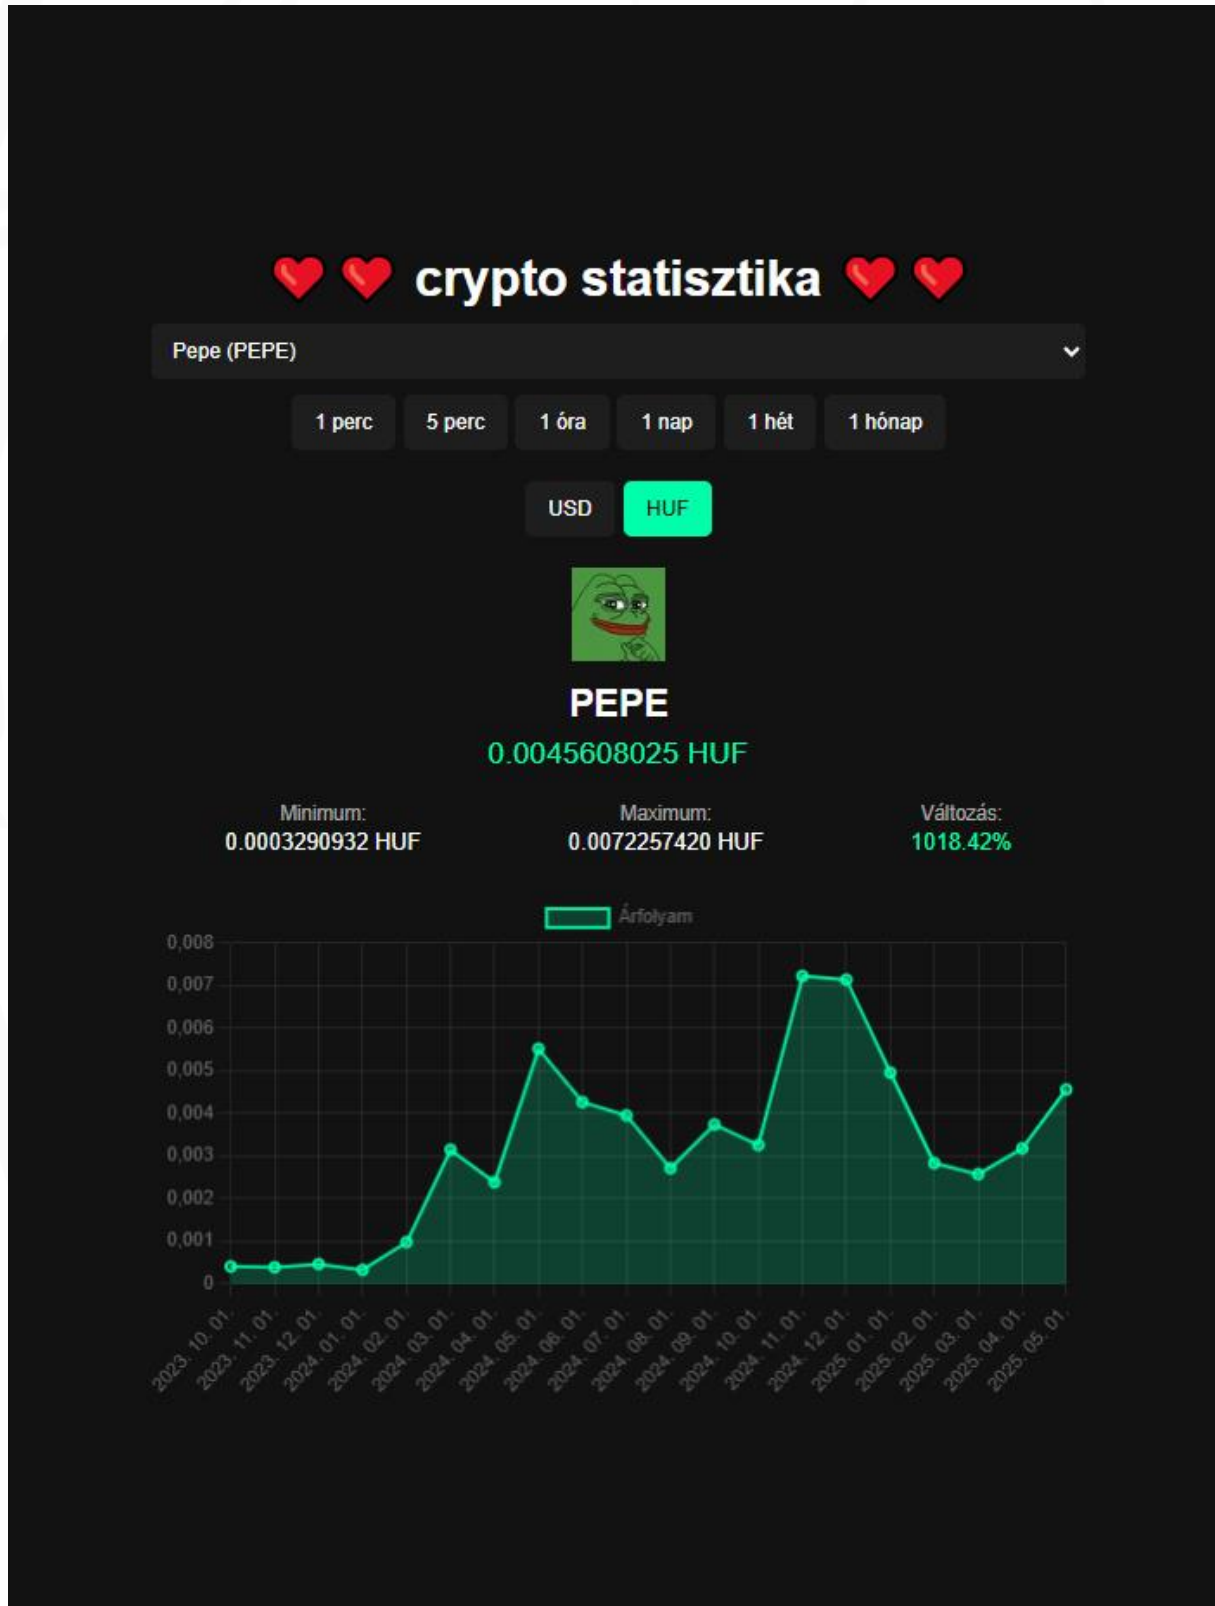 ❤️ ❤️ crypto statisztika ❤️ ❤️
Pepe (PEPE)
1 perc 5 perc 1 óra 1 nap 1 hét 1 hónap
USD HUF
PEPE
0.0045608025 HUF
Minimum: Maximum: Változás:
0.0003290932 HUF 0.0072257420 HUF 1018.42%
Árfolyam
0,008
0,007
0,006
0,005
0,004
0,003
0,002
0,001
0
2023. 10. 01. 2023. 11. 01. 2023. 12. 01. 2024. 01. 01. 2024. 02. 01. 2024. 03. 01. 2024. 04. 01. 2024. 05. 01. 2024. 06. 01. 2024. 07. 01. 2024. 08. 01. 2024. 09. 01. 2024. 10. 01. 2024. 11. 01. 2024. 12. 01. 2025. 01. 01. 2025. 02. 01. 2025. 03. 01. 2025. 04. 01. 2025. 05. 01.